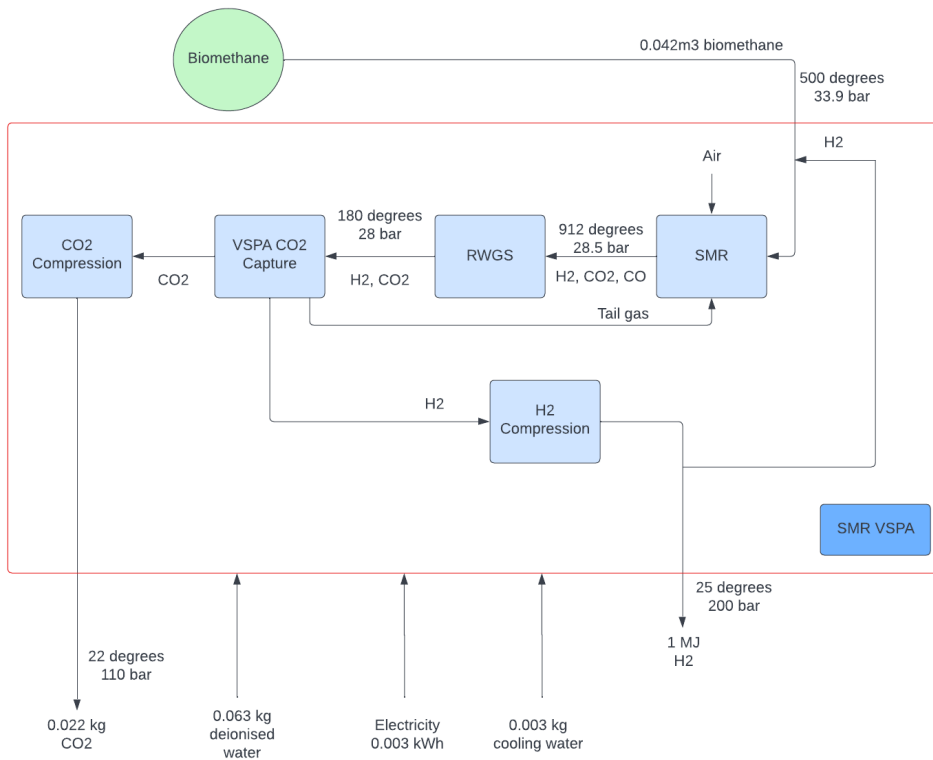 Biomethane
0.042m3 biomethane
500 degrees
33.9 bar
H2
Air
CO2
Compression
CO2
VSPA CO2
Capture
180 degrees
28 bar
H2, CO2
RWGS
912 degrees
28.5 bar
H2, CO2, CO
SMR
Tail gas
H2
H2
Compression
SMR VSPA
25 degrees
200 bar
1 MJ
H2
22 degrees
110 bar
0.022 kg
CO2
0.063 kg
deionised
water
Electricity
0.003 kWh
0.003 kg
cooling water